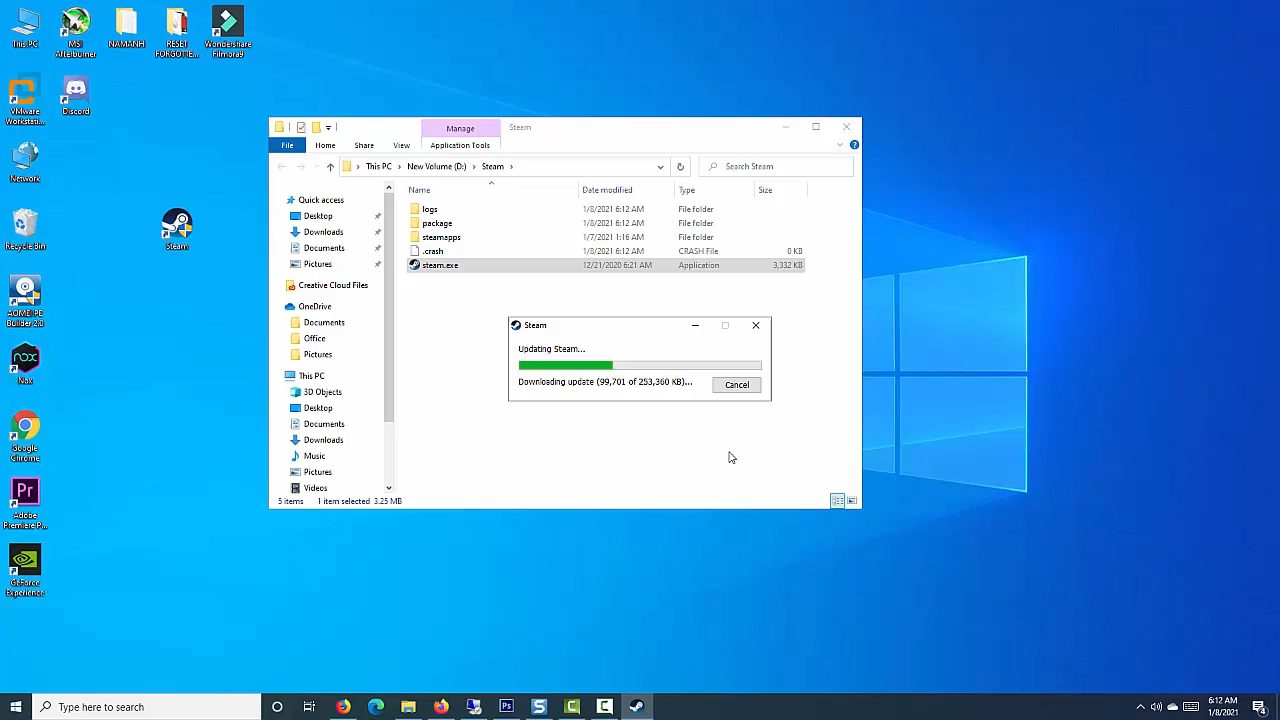 This PC
MSI
Afterburner
NAMANH
RESET
FORGOTTE...
Wondershare
Filmora9
VMware
Workstati...
Discord
Network
Recycle Bin
Steam
AOMEI PE
Builder 2.0
Nox
Google
Chrome
Adobe
Premiere P...
GeForce
Experience
Manage
Steam
File
Home
Share
View
Application Tools
This PC
New Volume (D:)
Steam
Search Steam
Name
Date modified
Type
Size
logs
1/8/2021 6:12 AM
File folder
package
1/8/2021 6:12 AM
File folder
steamapps
1/7/2021 1:16 AM
File folder
.crash
1/8/2021 6:12 AM
CRASH File
0 KB
steam.exe
12/21/2020 6:21 AM
Application
3,332 KB
Quick access
Desktop
Downloads
Documents
Pictures
Creative Cloud Files
OneDrive
Documents
Office
Pictures
This PC
3D Objects
Desktop
Documents
Downloads
Music
Pictures
Videos
5 items
1 item selected 3.25 MB
Steam
Updating Steam...
Downloading update (99,701 of 253,360 KB)...
Cancel
Type here to search
6:12 AM
1/8/2021